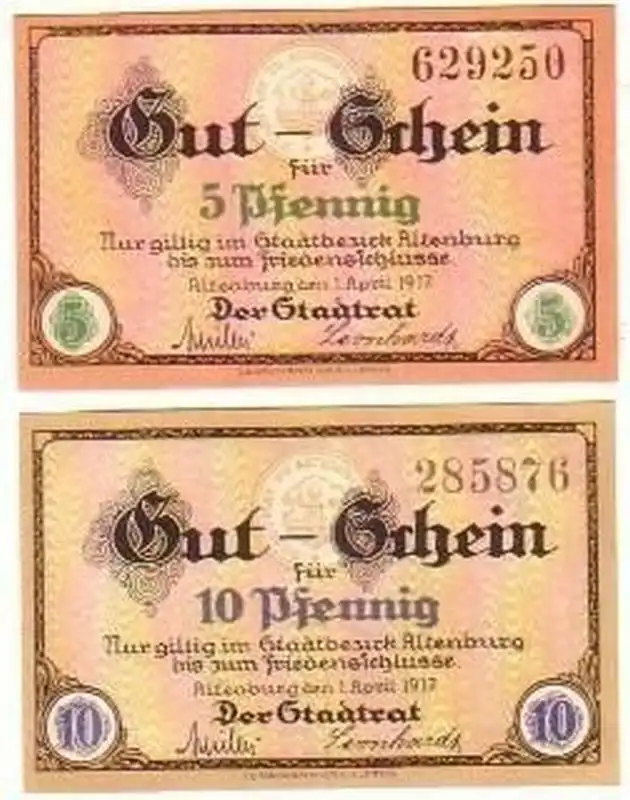 629250
Gut – Schein
für
5 Pfennig
Nur giltig im Stadtbezirk Altenburg
bis zum Friedensschlusse.
Altenburg den 1. April 1917
Der Stadtrat
Leonhardt
5 5
285876
Gut – Schein
für
10 Pfennig
Nur giltig im Stadtbezirk Altenburg
bis zum Friedensschlusse.
Altenburg den 1. April 1917
Der Stadtrat
Leonhardt
10 10